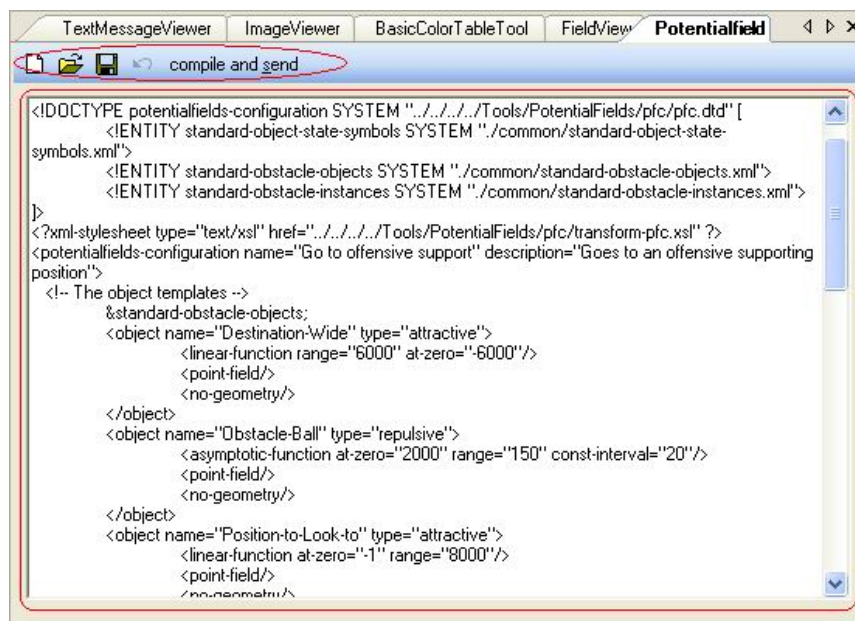 TextMessageViewer ImageViewer BasicColorTableTool FieldView Potentialfield
compile and send
<!DOCTYPE potentialfields-configuration SYSTEM "../../../../Tools/PotentialFields/pfc/pfc.dtd" [
<!ENTITY standard-object-state-symbols SYSTEM "./common/standard-object-state-
symbols.xml">
<!ENTITY standard-obstacle-objects SYSTEM "./common/standard-obstacle-objects.xml">
<!ENTITY standard-obstacle-instances SYSTEM "./common/standard-obstacle-instances.xml">
]>
<?xml-stylesheet type="text/xsl" href="../../../../Tools/PotentialFields/pfc/transform-pfc.xsl" ?>
<potentialfields-configuration name="Go to offensive support" description="Goes to an offensive supporting
position">
<!-- The object templates -->
&standard-obstacle-objects;
<object name="Destination-Wide" type="attractive">
<linear-function range="6000" at-zero="-6000"/>
<point-field/>
<no-geometry/>
</object>
<object name="Obstacle-Ball" type="repulsive">
<asymptotic-function at-zero="2000" range="150" const-interval="20"/>
<point-field/>
<no-geometry/>
</object>
<object name="Position-to-Look-to" type="attractive">
<linear-function at-zero="-1" range="8000"/>
<point-field/>
<no-geometry/>